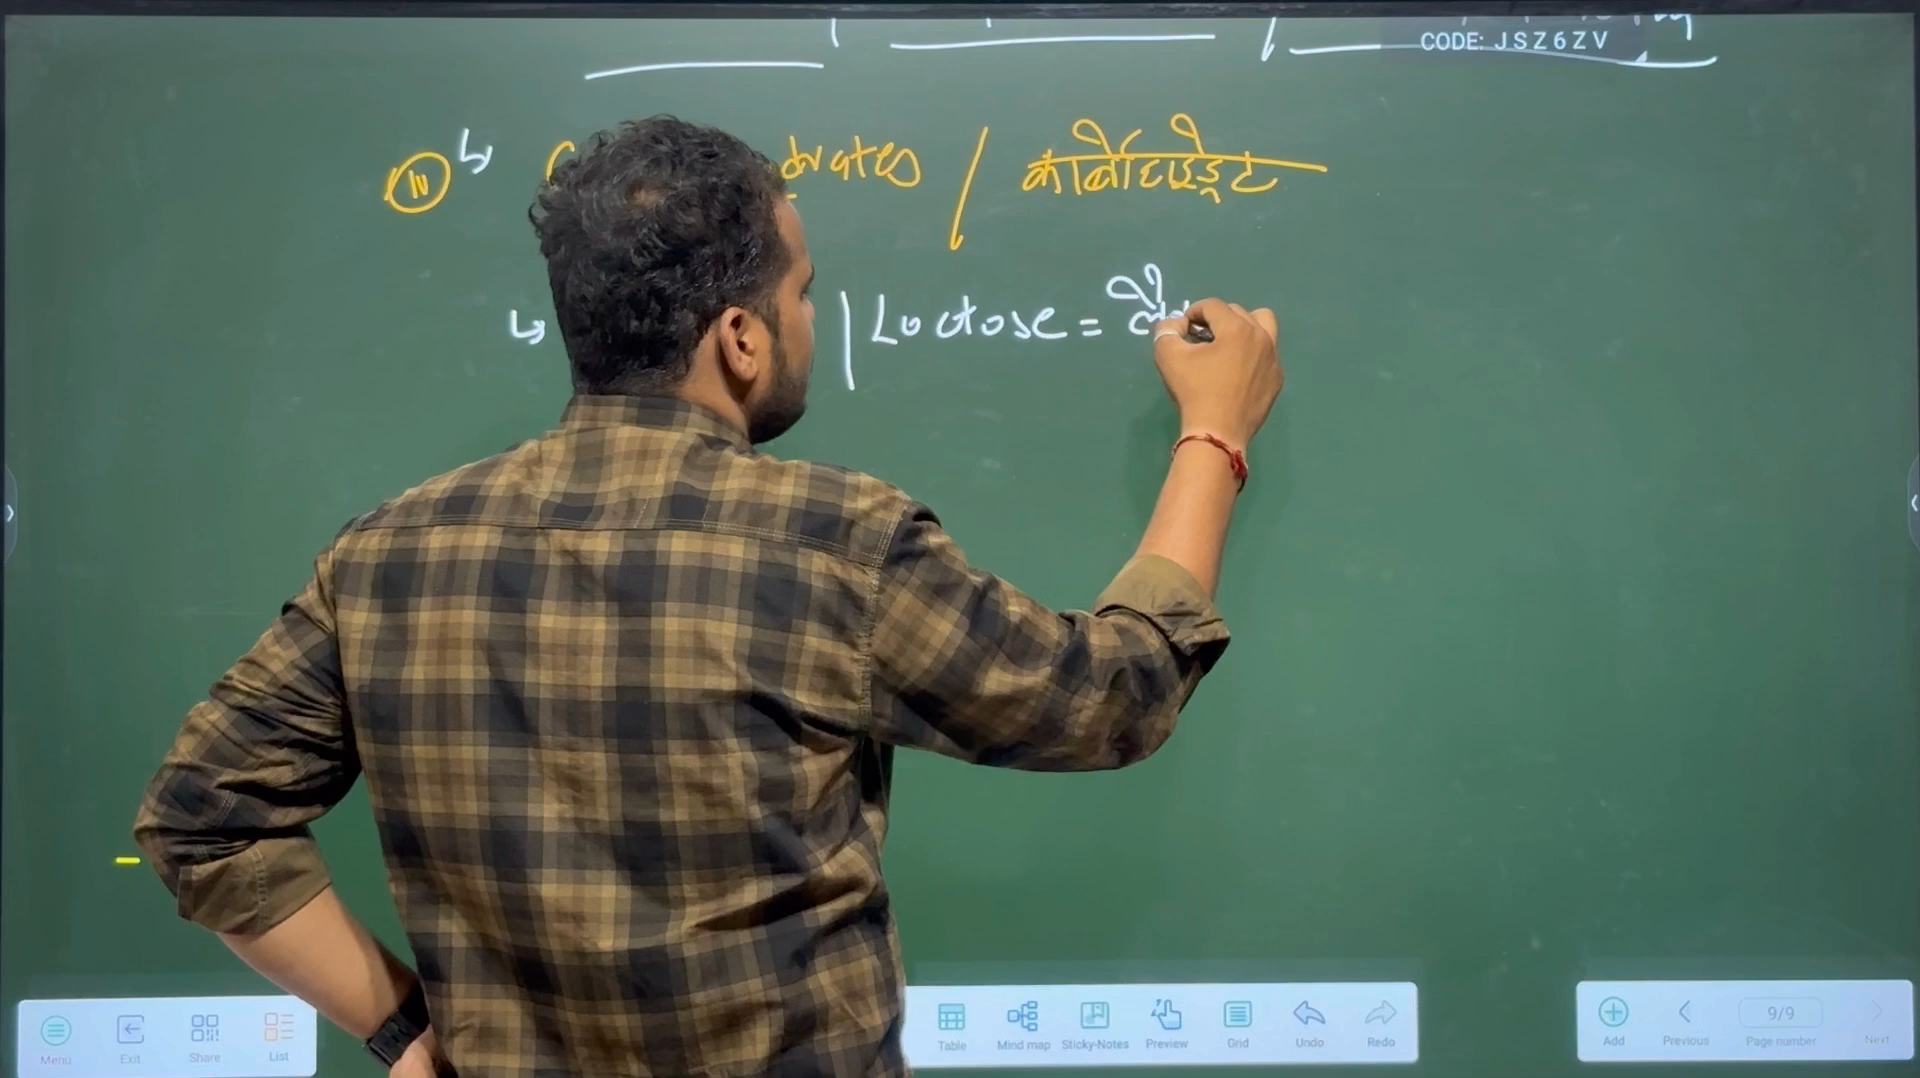 CODE: JSZ6ZV
iv ↳ / कार्बोहाइड्रेट
↳ | Lactose =
Menu Exit Share List Table Mind map Sticky-Notes Preview Grid Undo Redo Add Previous 9/9 Page number Next